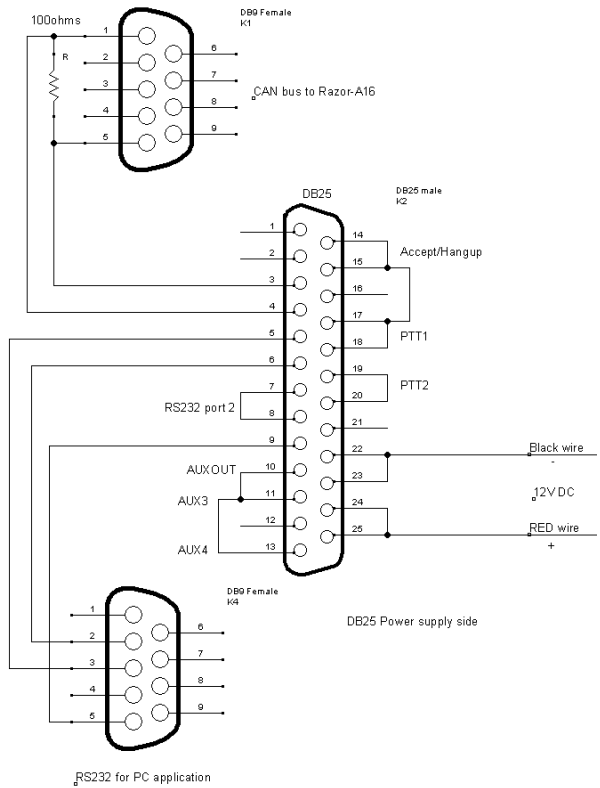 100ohms
R
DB9 Female
K1
1
2
3
4
5
6
7
8
9
CAN bus to Razor-A16
DB25
DB25 male
K2
1
2
3
4
5
6
7
8
9
10
11
12
13
14
15
16
17
18
19
20
21
22
23
24
25
Accept/Hangup
PTT1
PTT2
RS232 port 2
AUXOUT
AUX3
AUX4
Black wire
-
12V DC
RED wire
+
DB25 Power supply side
DB9 Female
K4
1
2
3
4
5
6
7
8
9
RS232 for PC application